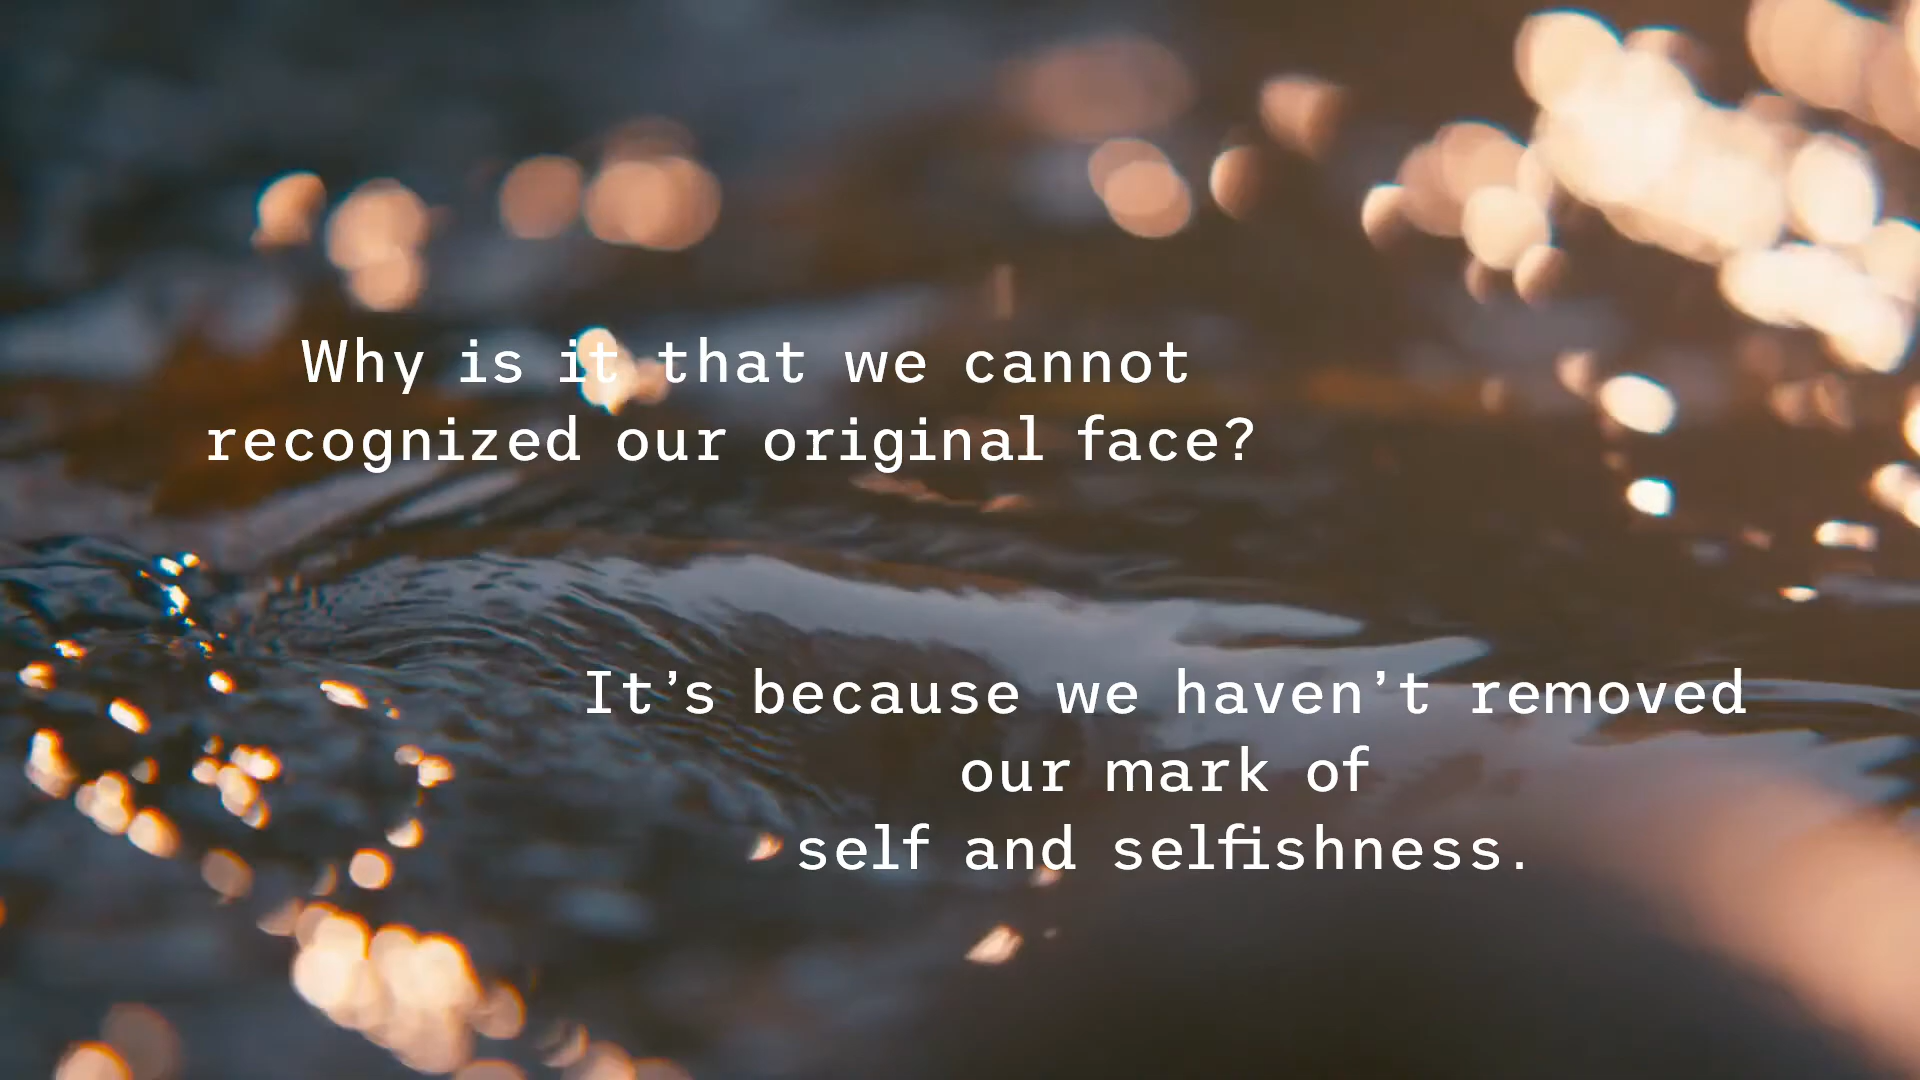 Why is it that we cannot
recognized our original face?
It’s because we haven’t removed
our mark of
self and selfishness.